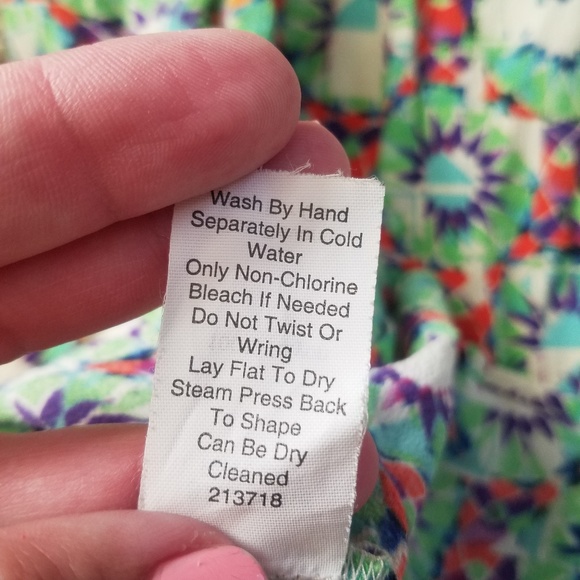 Wash By Hand
Separately In Cold
Water
Only Non-Chlorine
Bleach If Needed
Do Not Twist Or
Wring
Lay Flat To Dry
Steam Press Back
To Shape
Can Be Dry
Cleaned
213718